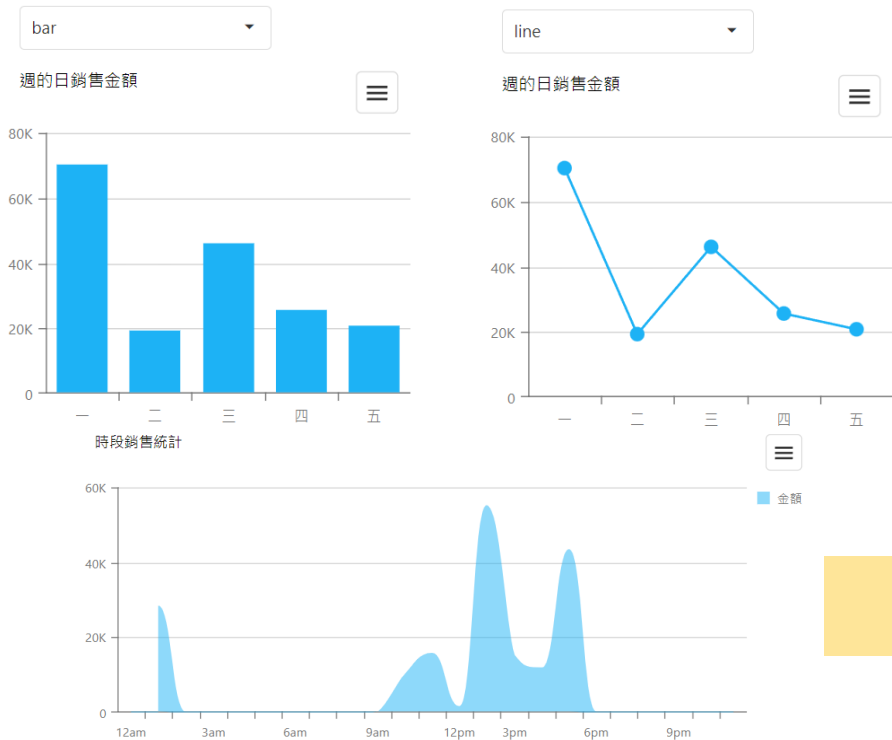 bar
週的日銷售金額
80K
60K
40K
20K
0
一 二 三 四 五
line
週的日銷售金額
80K
60K
40K
20K
0
一 二 三 四 五
時段銷售統計
60K
40K
20K
0
12am 3am 6am 9am 12pm 3pm 6pm 9pm
金額